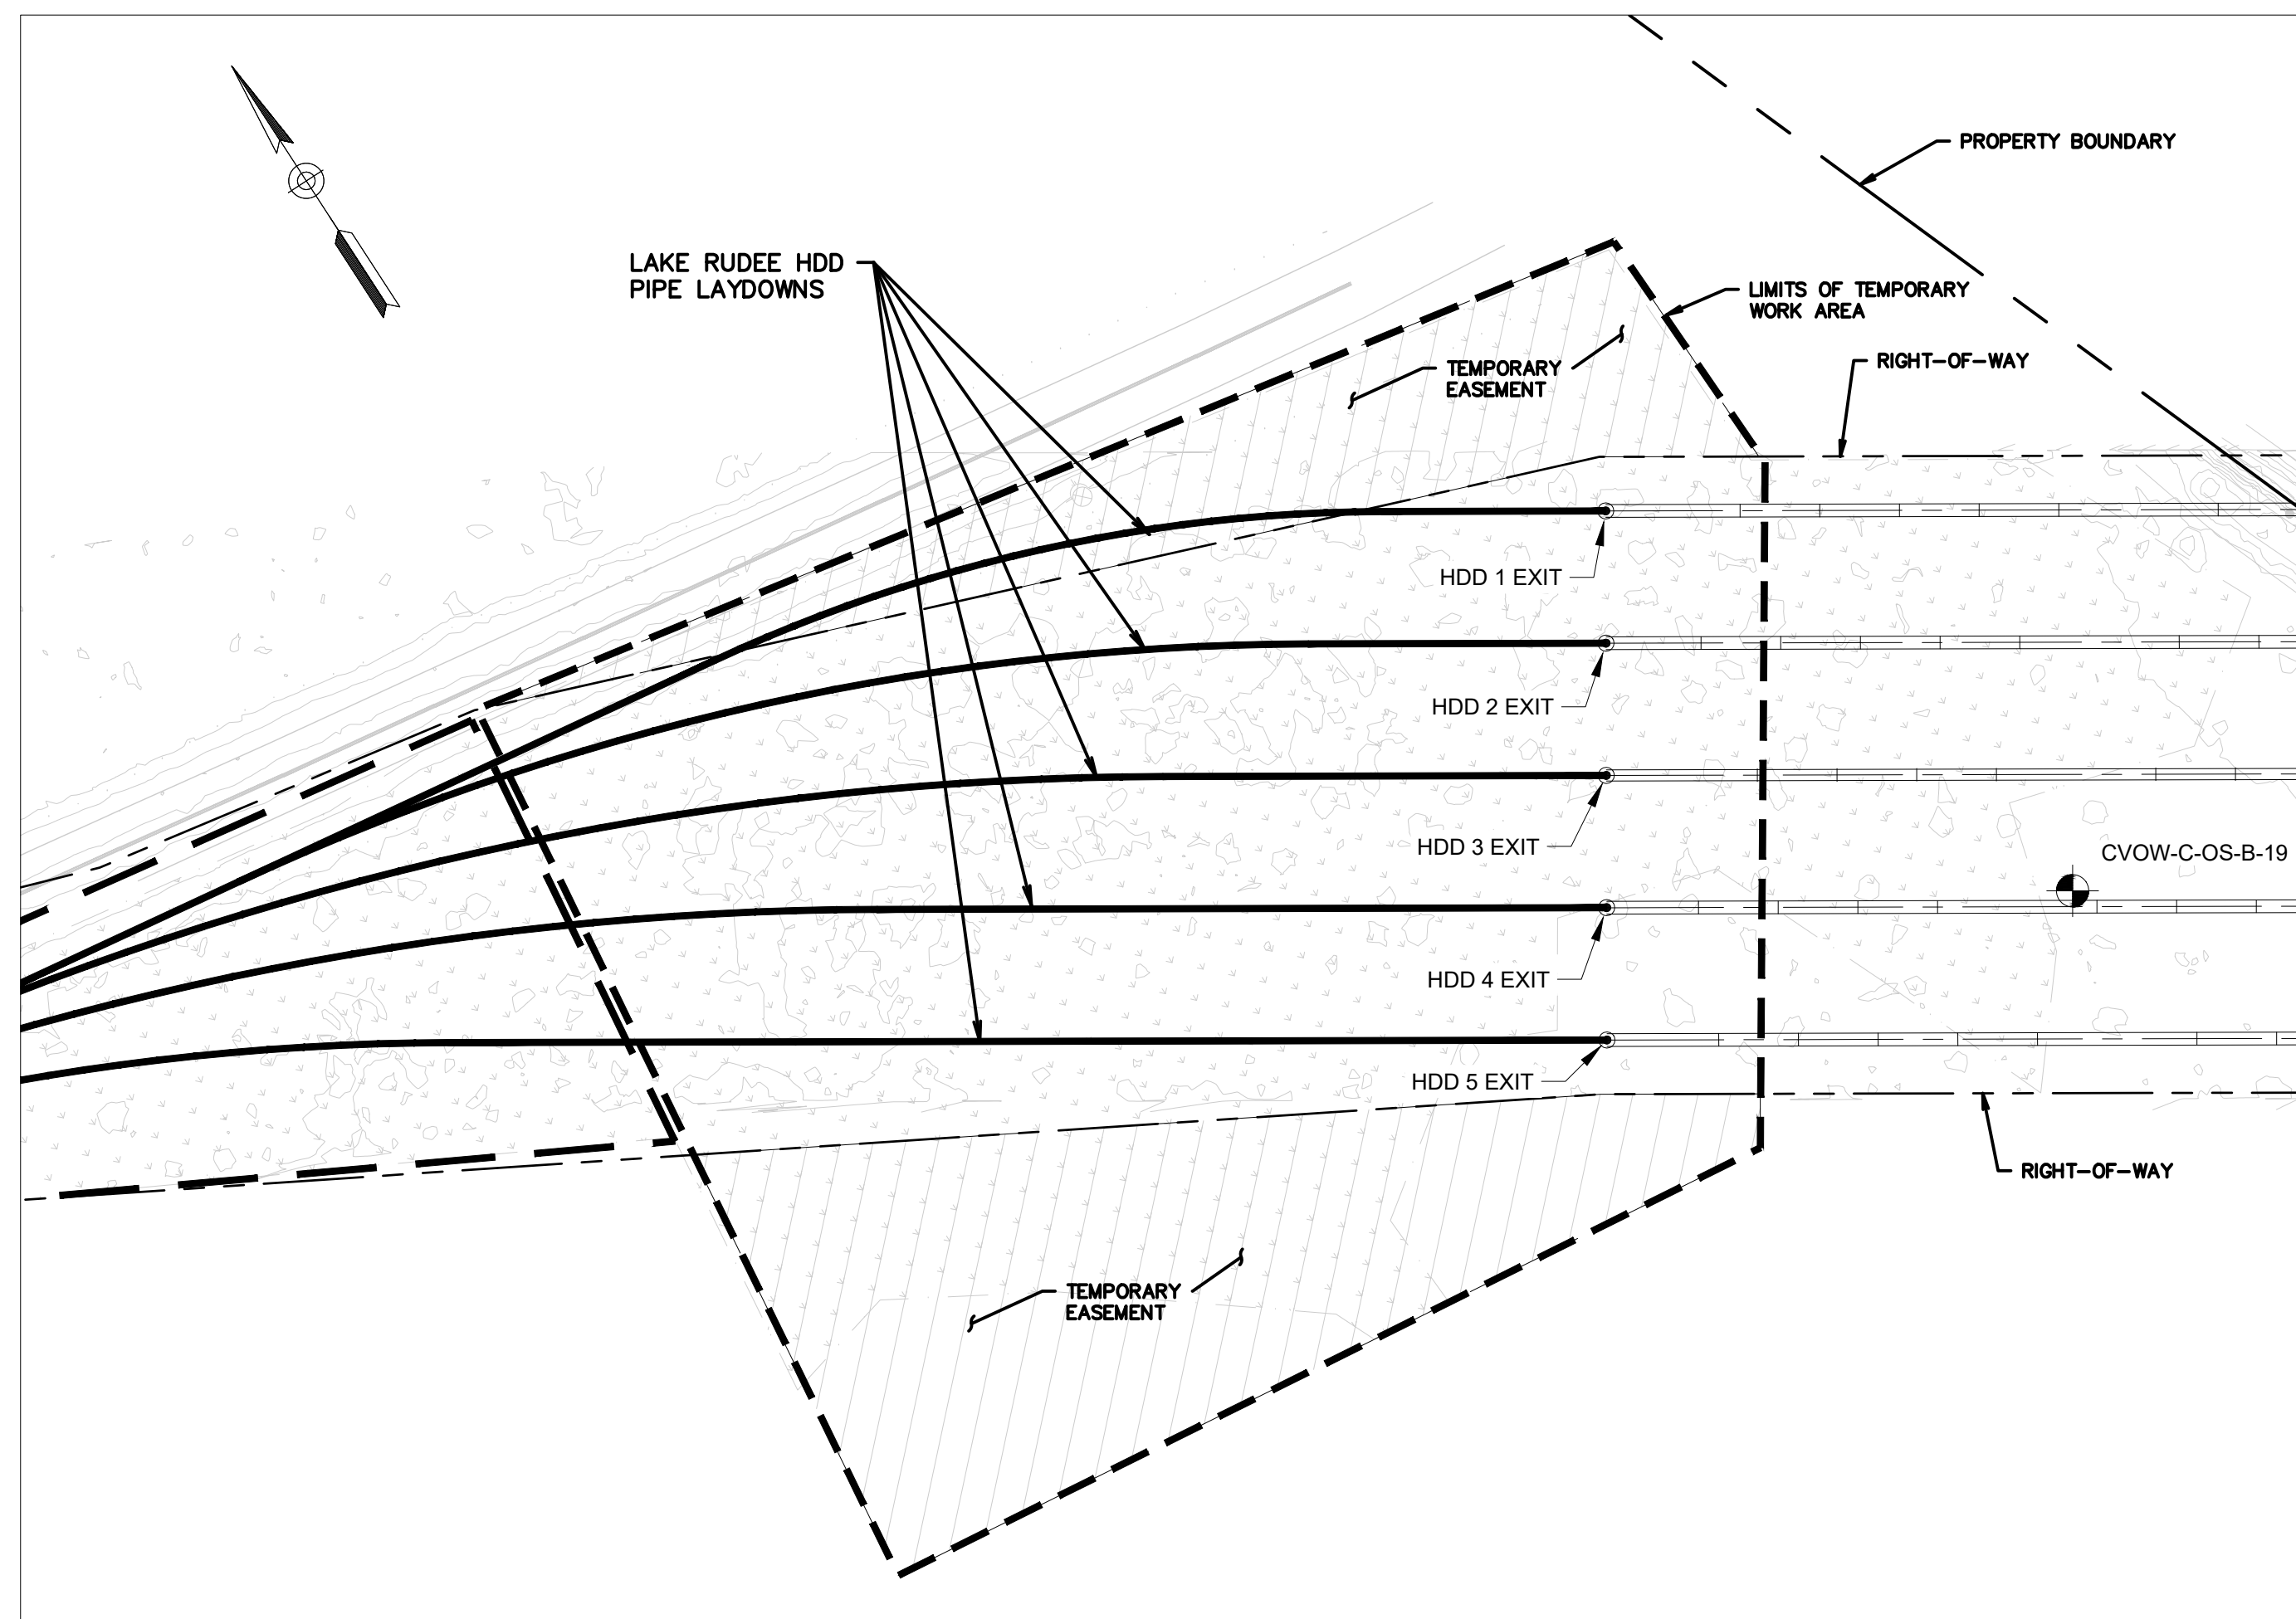 PROPERTY BOUNDARY
LAKE RUDEE HDD
PIPE LAYDOWNS
LIMITS OF TEMPORARY
WORK AREA
RIGHT-OF-WAY
TEMPORARY
EASEMENT
HDD 1 EXIT
HDD 2 EXIT
HDD 3 EXIT
CVOW-C-OS-B-19
HDD 4 EXIT
HDD 5 EXIT
RIGHT-OF-WAY
TEMPORARY
EASEMENT